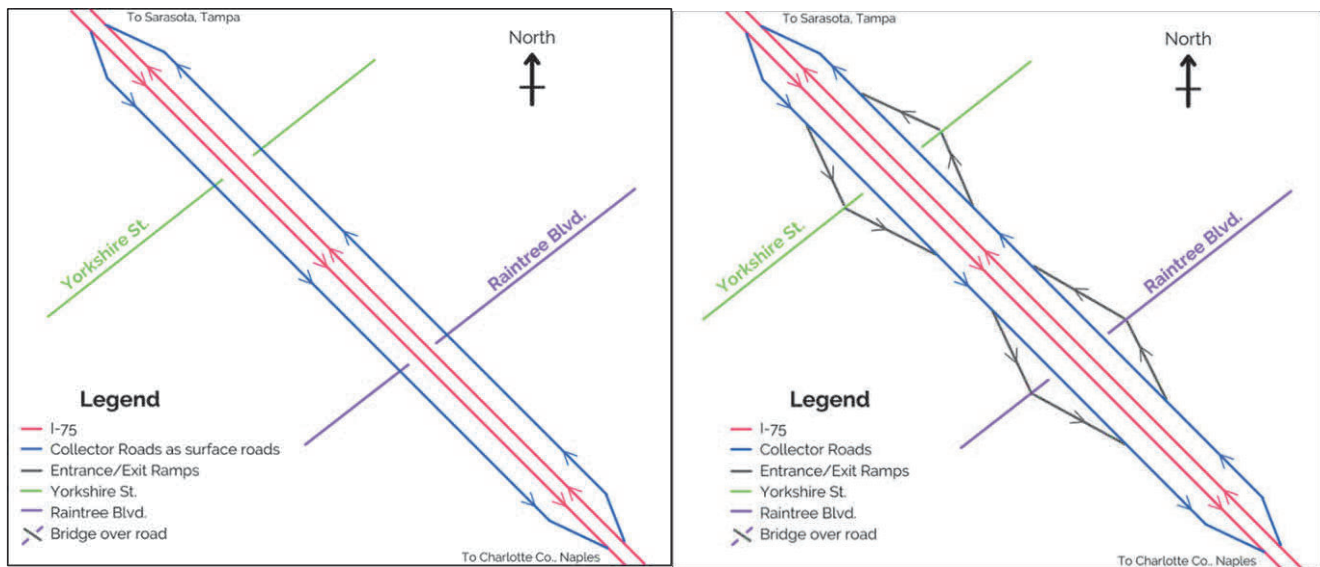 To Sarasota, Tampa
North
Yorkshire St.
Raintree Blvd.
Legend
I-75
Collector Roads as surface roads
Entrance/Exit Ramps
Yorkshire St.
Raintree Blvd.
Bridge over road
To Charlotte Co., Naples
To Sarasota, Tampa
North
Yorkshire St.
Raintree Blvd.
Legend
I-75
Collector Roads
Entrance/Exit Ramps
Yorkshire St.
Raintree Blvd.
Bridge over road
To Charlotte Co., Naples